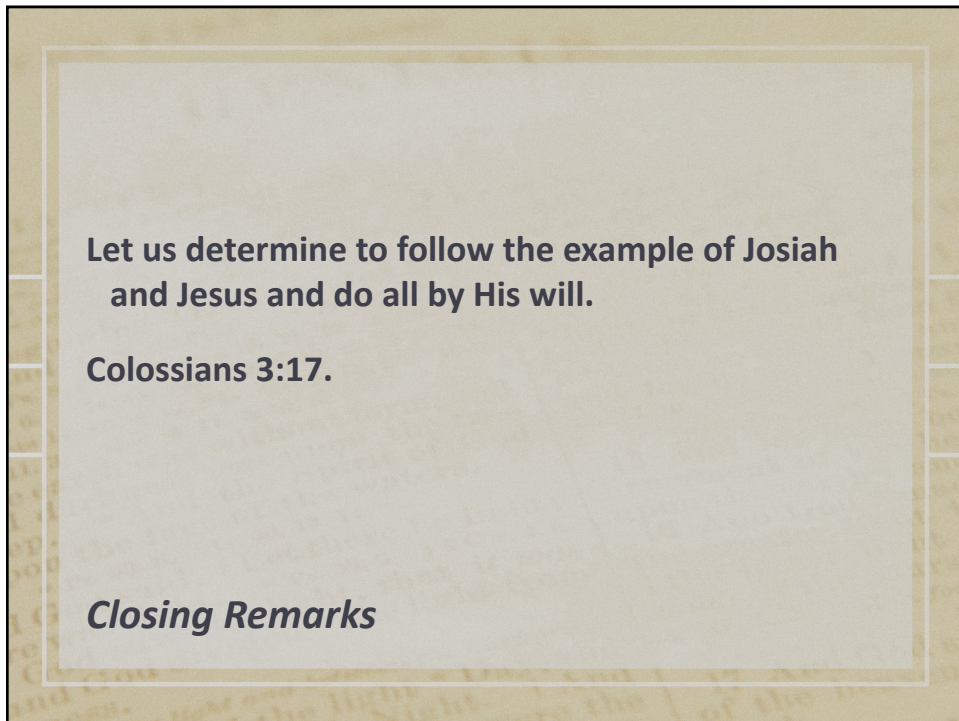 Let us determine to follow the example of Josiah
and Jesus and do all by His will.
Colossians 3:17.
Closing Remarks